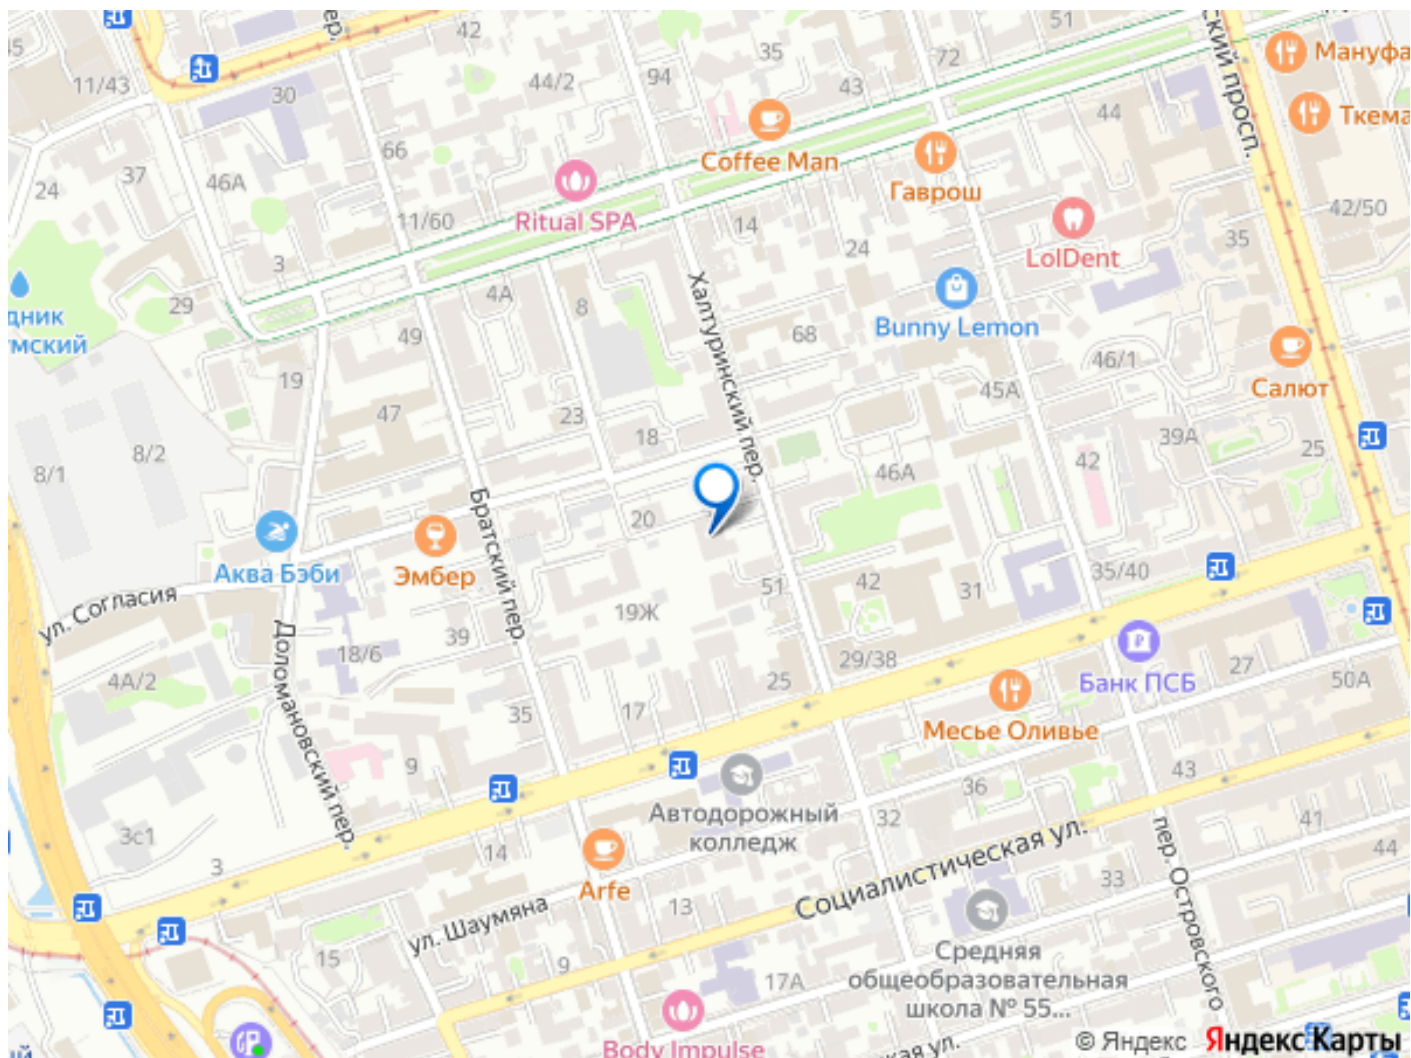 42
51
35
72
Мануфа
11/43
30
44/2
94
43
44
Ткема
ский просп.
Coffee Man
66
37
24
46А
Гаврош
11/60
Ritual SPA
14
24
42/50
35
LolDent
3
29
4А
8
Халтуринский пер.
Bunny Lemon
дник
мский
49
68
46/1
Салют
19
47
23
18
45А
39А
25
8/1
8/2
42
46А
Братский пер.
20
Аква Бэби
Эмбер
51
42
31
35/40
ул. Согласия
19Ж
39
18/6
Доломановский пер.
4А/2
29/38
27
50А
Банк ПСБ
25
17
35
Месье Оливье
9
Автодорожный
колледж
36
43
3с1
32
41
44
3
14
Социалистическая ул.
пер. Островского
Arfe
33
ул. Шаумяна
13
15
9
17А
Средняя
общеобразовательная
школа № 55...
Body Impulse
© Яндекс
Яндекс Карты